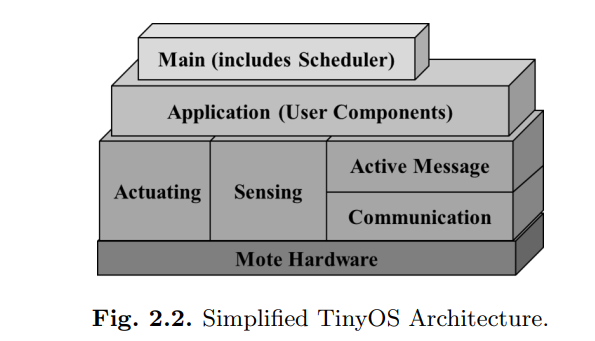 Main (includes Scheduler)
Application (User Components)
Actuating
Sensing
Active Message
Communication
Mote Hardware
Fig. 2.2. Simplified TinyOS Architecture.